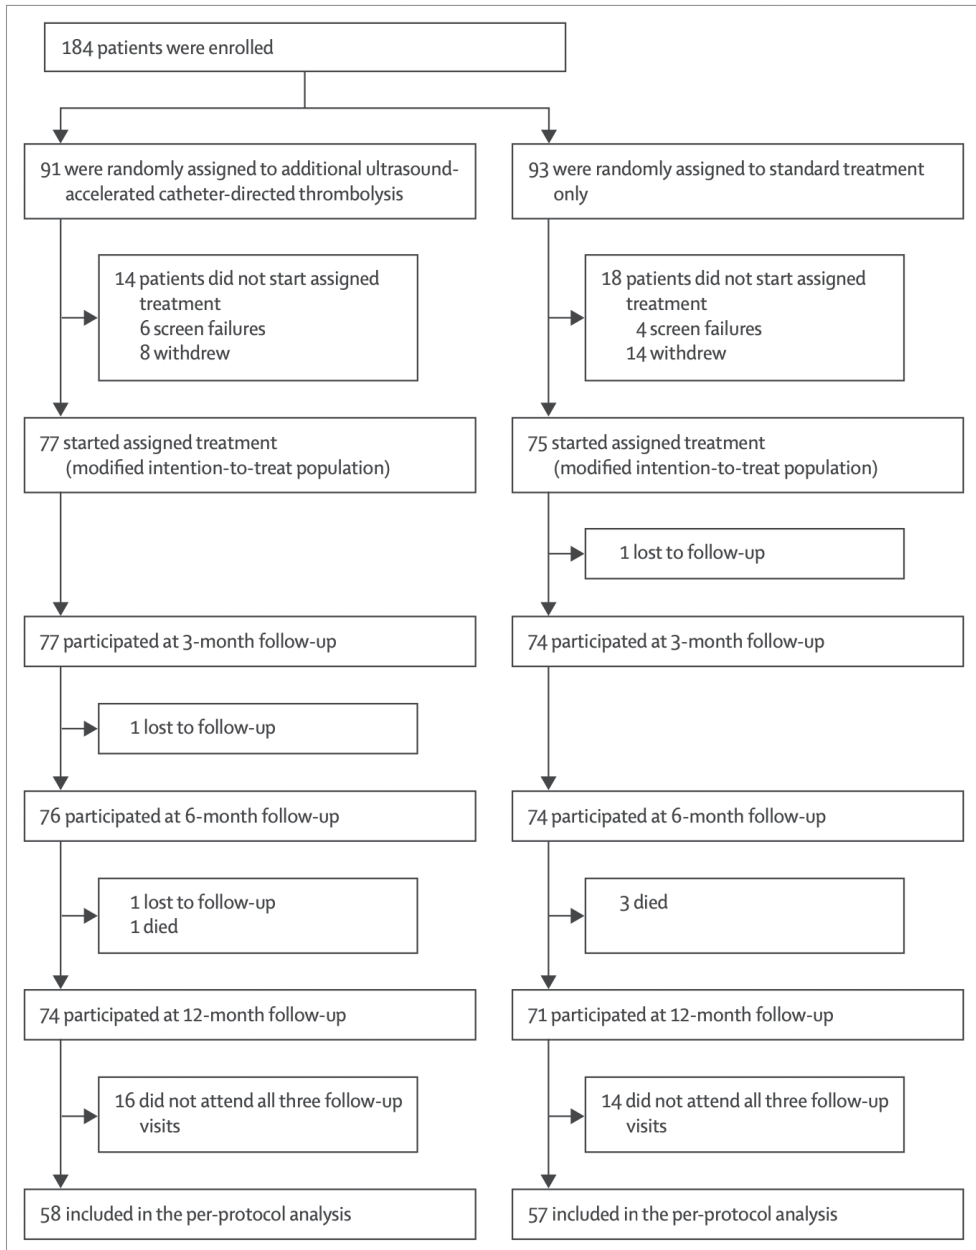 184 patients were enrolled
91 were randomly assigned to additional ultrasound-
accelerated catheter-directed thrombolysis
93 were randomly assigned to standard treatment
only
14 patients did not start assigned
treatment
6 screen failures
8 withdrew
18 patients did not start assigned
treatment
4 screen failures
14 withdrew
77 started assigned treatment
(modified intention-to-treat population)
75 started assigned treatment
(modified intention-to-treat population)
1 lost to follow-up
77 participated at 3-month follow-up
74 participated at 3-month follow-up
1 lost to follow-up
76 participated at 6-month follow-up
74 participated at 6-month follow-up
1 lost to follow-up
1 died
3 died
74 participated at 12-month follow-up
71 participated at 12-month follow-up
16 did not attend all three follow-up
visits
14 did not attend all three follow-up
visits
58 included in the per-protocol analysis
57 included in the per-protocol analysis